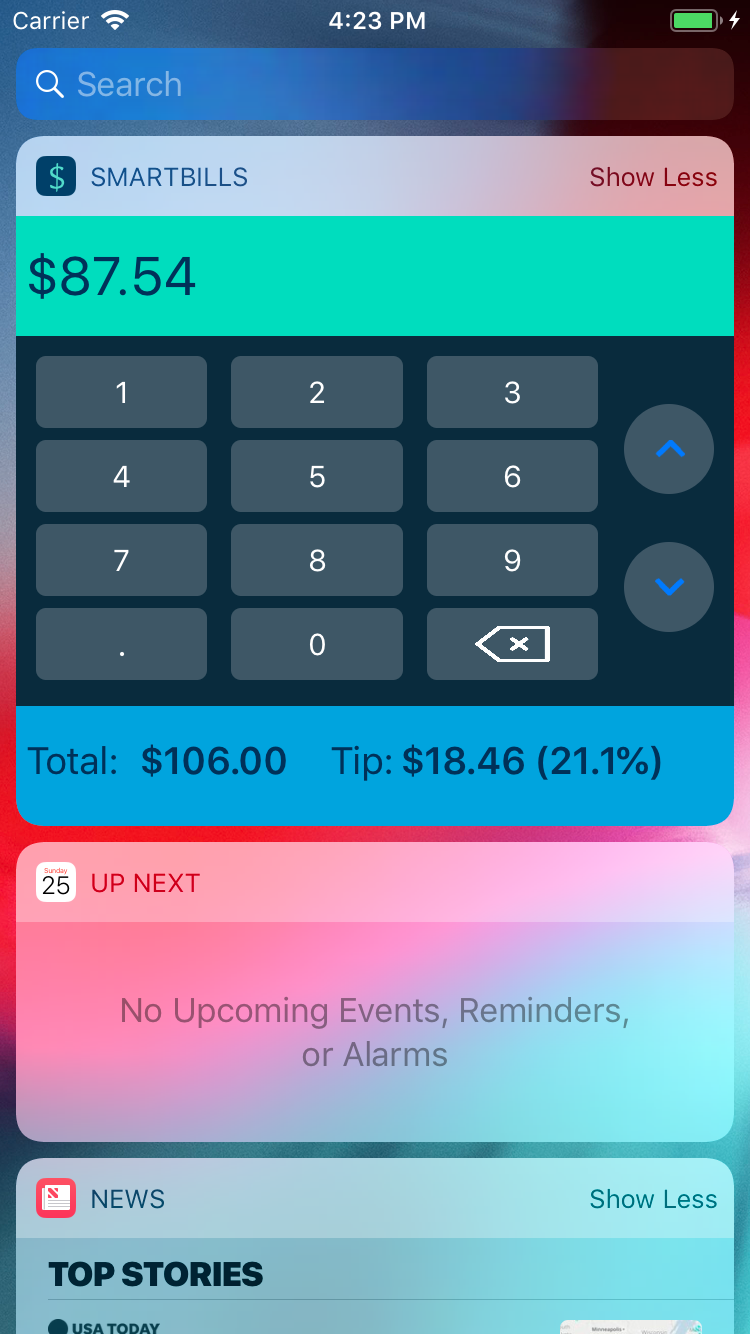 Carrier 4:23 PM
Search
$ SMARTBILLS Show Less
$87.54
1 2 3
4 5 6
7 8 9
. 0
Total: $106.00 Tip: $18.46 (21.1%)
Sunday
25 UP NEXT
No Upcoming Events, Reminders,
or Alarms
NEWS Show Less
TOP STORIES
USA TODAY
Minneapolis